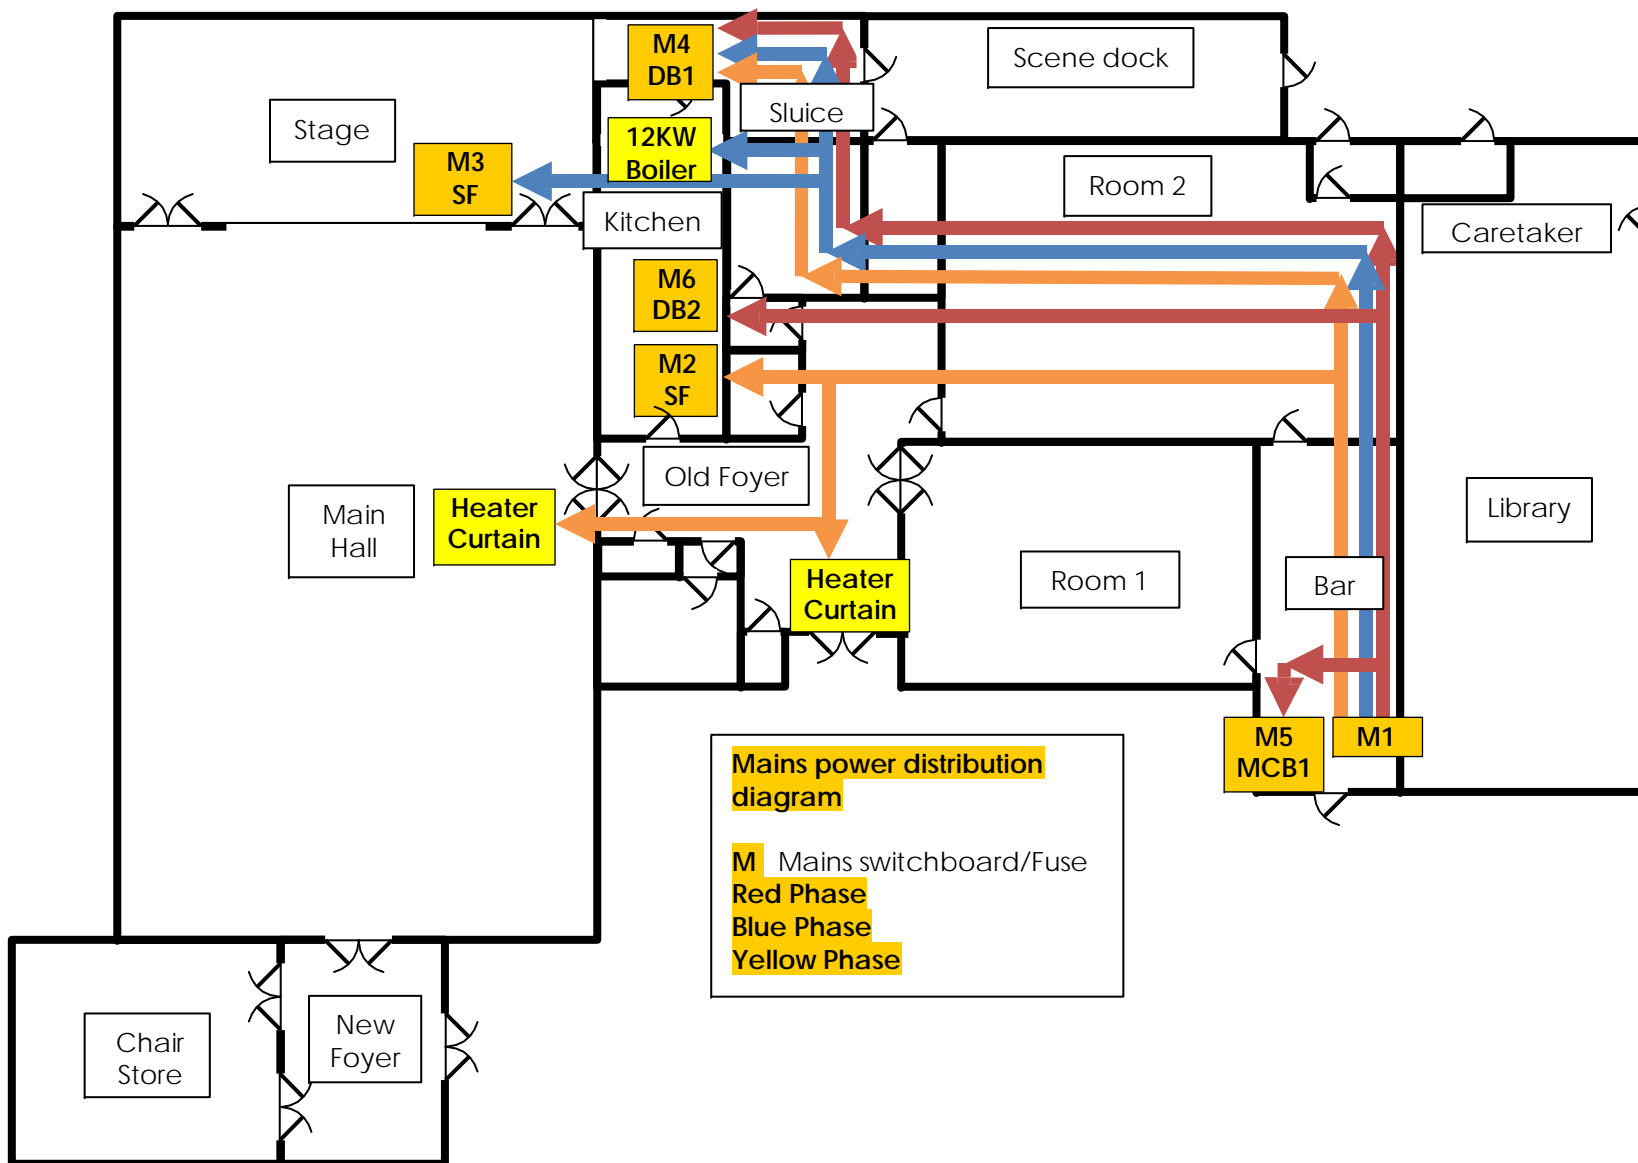 M4
DB1
Scene dock
Sluice
Stage
12KW
Boiler
M3
SF
Room 2
Kitchen
Caretaker
M6
DB2
M2
SF
Old Foyer
Heater
Curtain
Main
Hall
Library
Heater
Curtain
Room 1
Bar
M5
MCB1
M1
Mains power distribution
diagram
M Mains switchboard/Fuse
Red Phase
Blue Phase
Yellow Phase
Chair
Store
New
Foyer